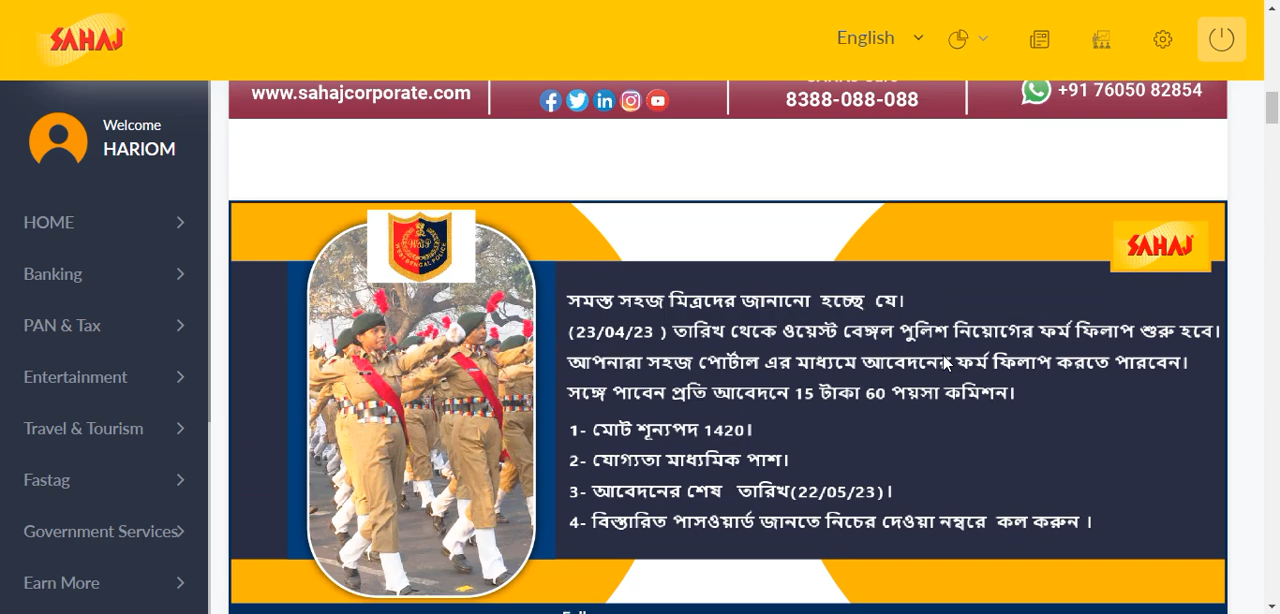 SAHAJ
English
www.sahajcorporate.com
8388-088-088
+91 76050 82854
Welcome
HARIOM
HOME
Banking
PAN & Tax
Entertainment
Travel & Tourism
Fastag
Government Services
Earn More
WEST BENGAL POLICE
SAHAJ
সমস্ত সহজ মিত্রদের জানানো হচ্ছে যে।
(23/04/23 ) তারিখ থেকে ওয়েস্ট বেঙ্গল পুলিশ নিয়োগের ফর্ম ফিলাপ শুরু হবে।
আপনারা সহজ পোর্টাল এর মাধ্যমে আবেদনের ফর্ম ফিলাপ করতে পারবেন।
সঙ্গে পাবেন প্রতি আবেদনে 15 টাকা 60 পয়সা কমিশন।
1- মোট শূন্যপদ 1420।
2- যোগ্যতা মাধ্যমিক পাশ।
3- আবেদনের শেষ তারিখ(22/05/23)।
4- বিস্তারিত পাসওয়ার্ড জানতে নিচের দেওয়া নম্বরে কল করুন ।